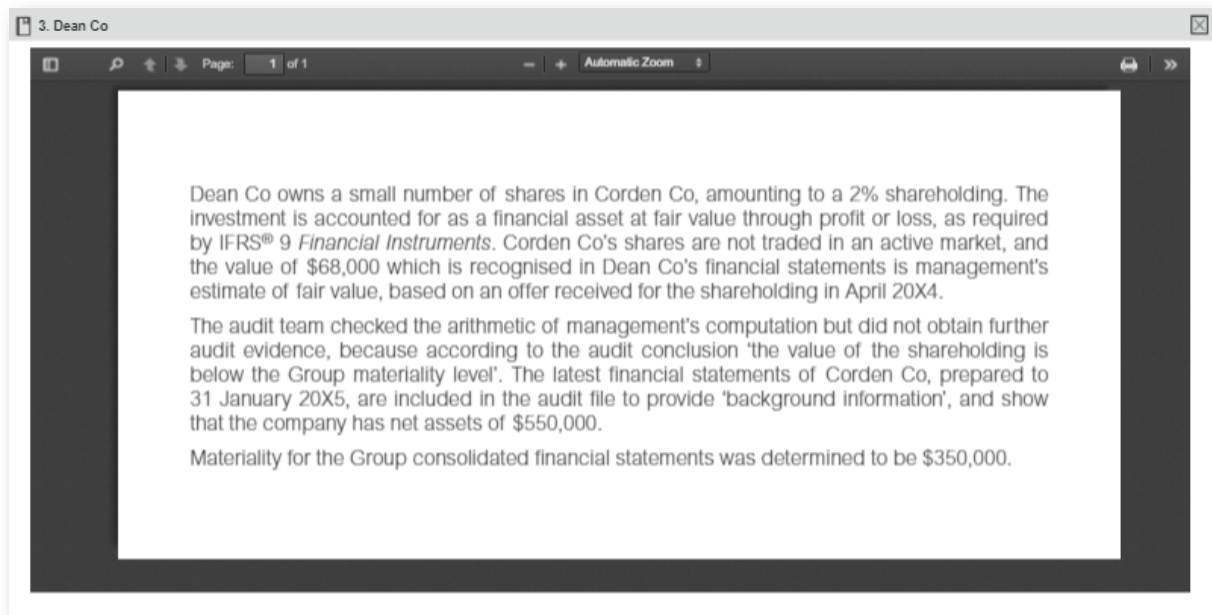 3. Dean Co
Page: 1 of 1
Automatic Zoom
Dean Co owns a small number of shares in Corden Co, amounting to a 2% shareholding. The
investment is accounted for as a financial asset at fair value through profit or loss, as required
by IFRS® 9 Financial Instruments. Corden Co's shares are not traded in an active market, and
the value of $68,000 which is recognised in Dean Co's financial statements is management's
estimate of fair value, based on an offer received for the shareholding in April 20X4.
The audit team checked the arithmetic of management's computation but did not obtain further
audit evidence, because according to the audit conclusion 'the value of the shareholding is
below the Group materiality level'. The latest financial statements of Corden Co, prepared to
31 January 20X5, are included in the audit file to provide 'background information', and show
that the company has net assets of $550,000.
Materiality for the Group consolidated financial statements was determined to be $350,000.